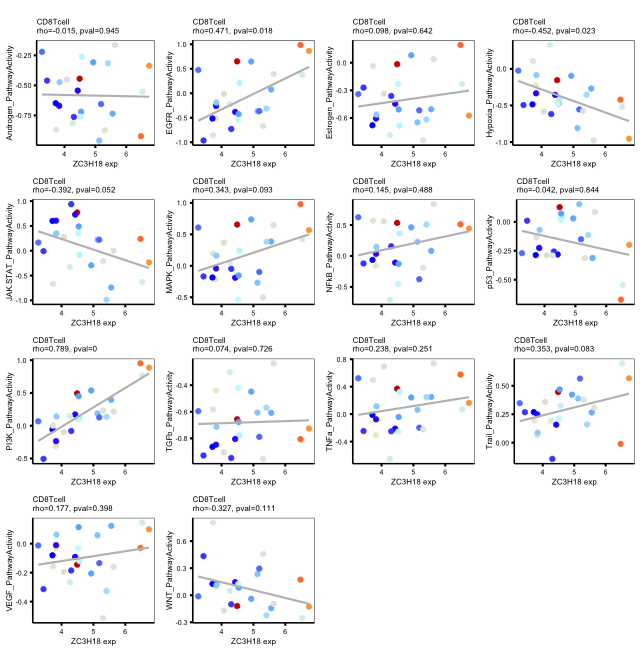 CD8Tcell
rho=-0.015, pval=0.945
Androgen_PathwayActivity
-0.25
-0.50
-0.75
4
5
6
ZC3H18 exp
CD8Tcell
rho=0.471, pval=0.018
EGFR_PathwayActivity
1.0
0.5
0.0
-0.5
-1.0
4
5
6
ZC3H18 exp
CD8Tcell
rho=0.098, pval=0.642
Estrogen_PathwayActivity
0.0
-0.3
-0.6
4
5
6
ZC3H18 exp
CD8Tcell
rho=-0.452, pval=0.023
Hypoxia_PathwayActivity
0.0
-0.5
-1.0
4
5
6
ZC3H18 exp
CD8Tcell
rho=-0.392, pval=0.052
JAK.STAT_PathwayActivity
1.0
0.5
0.0
-0.5
-1.0
4
5
6
ZC3H18 exp
CD8Tcell
rho=0.343, pval=0.093
MAPK_PathwayActivity
1.0
0.5
0.0
-0.5
4
5
6
ZC3H18 exp
CD8Tcell
rho=0.145, pval=0.488
NFkB_PathwayActivity
0.5
0.0
-0.5
4
5
6
ZC3H18 exp
CD8Tcell
rho=-0.042, pval=0.844
p53_PathwayActivity
0.00
-0.25
-0.50
4
5
6
ZC3H18 exp
CD8Tcell
rho=0.789, pval=0
PI3K_PathwayActivity
1.0
0.5
0.0
-0.5
4
5
6
ZC3H18 exp
CD8Tcell
rho=0.074, pval=0.726
TGFb_PathwayActivity
-0.4
-0.6
-0.8
4
5
6
ZC3H18 exp
CD8Tcell
rho=0.238, pval=0.251
TNFa_PathwayActivity
0.8
0.4
0.0
-0.4
4
5
6
ZC3H18 exp
CD8Tcell
rho=0.353, pval=0.083
Trail_PathwayActivity
0.50
0.25
0.00
4
5
6
ZC3H18 exp
CD8Tcell
rho=0.177, pval=0.398
VEGF_PathwayActivity
0.0
-0.2
-0.4
4
5
6
ZC3H18 exp
CD8Tcell
rho=-0.327, pval=0.111
WNT_PathwayActivity
0.6
0.3
0.0
-0.3
4
5
6
ZC3H18 exp